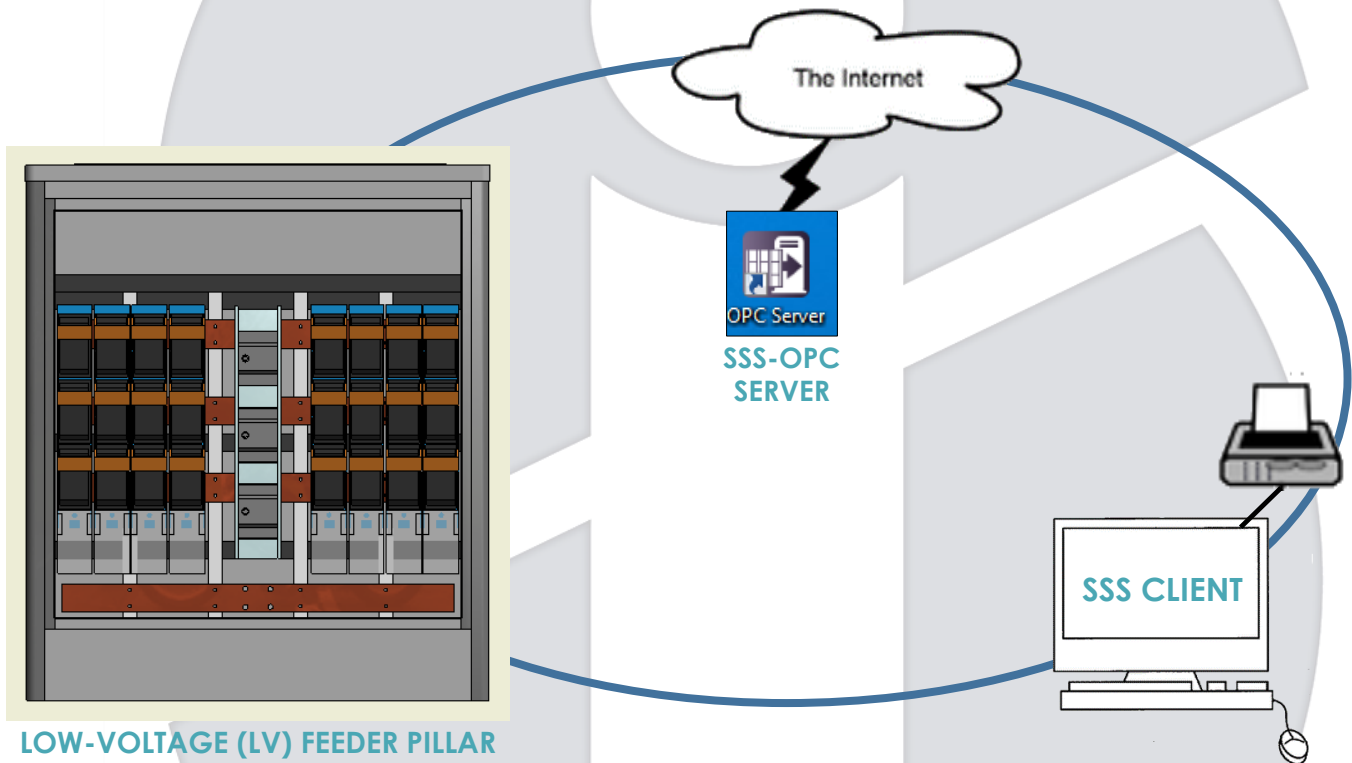 The Internet
OPC Server
SSS-OPC
SERVER
SSS CLIENT
LOW-VOLTAGE (LV) FEEDER PILLAR